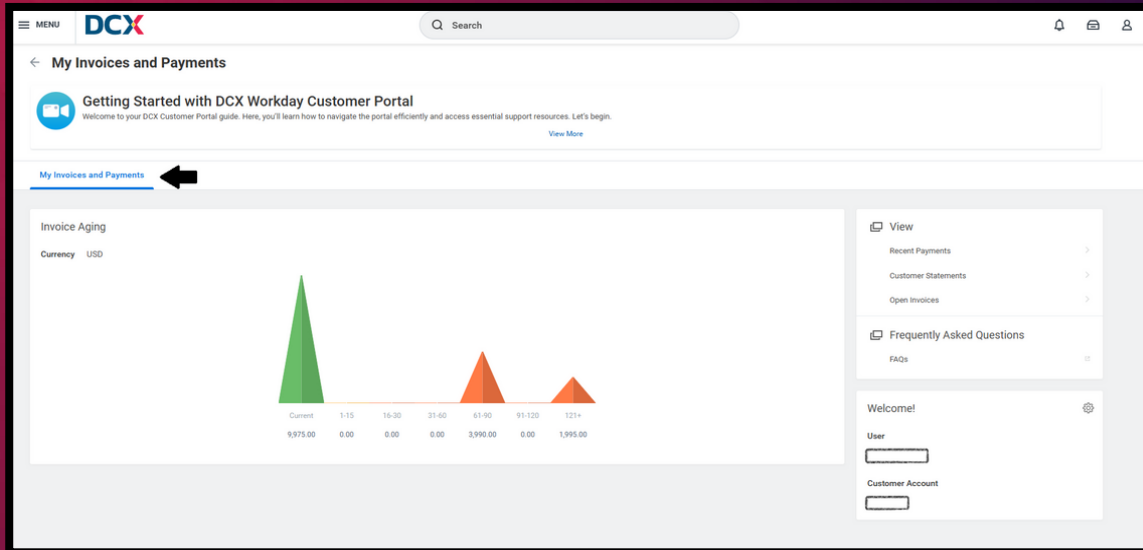 MENU
DCX
Search
My Invoices and Payments
Getting Started with DCX Workday Customer Portal
Welcome to your DCX Customer Portal guide. Here, you'll learn how to navigate the portal efficiently and access essential support resources. Let's begin.
View More
My Invoices and Payments
Invoice Aging
Currency USD
Current 1-15 16-30 31-60 61-90 91-120 121+
9,975.00 0.00 0.00 0.00 3,990.00 0.00 1,995.00
View
Recent Payments
Customer Statements
Open Invoices
Frequently Asked Questions
FAQs
Welcome!
User
Customer Account